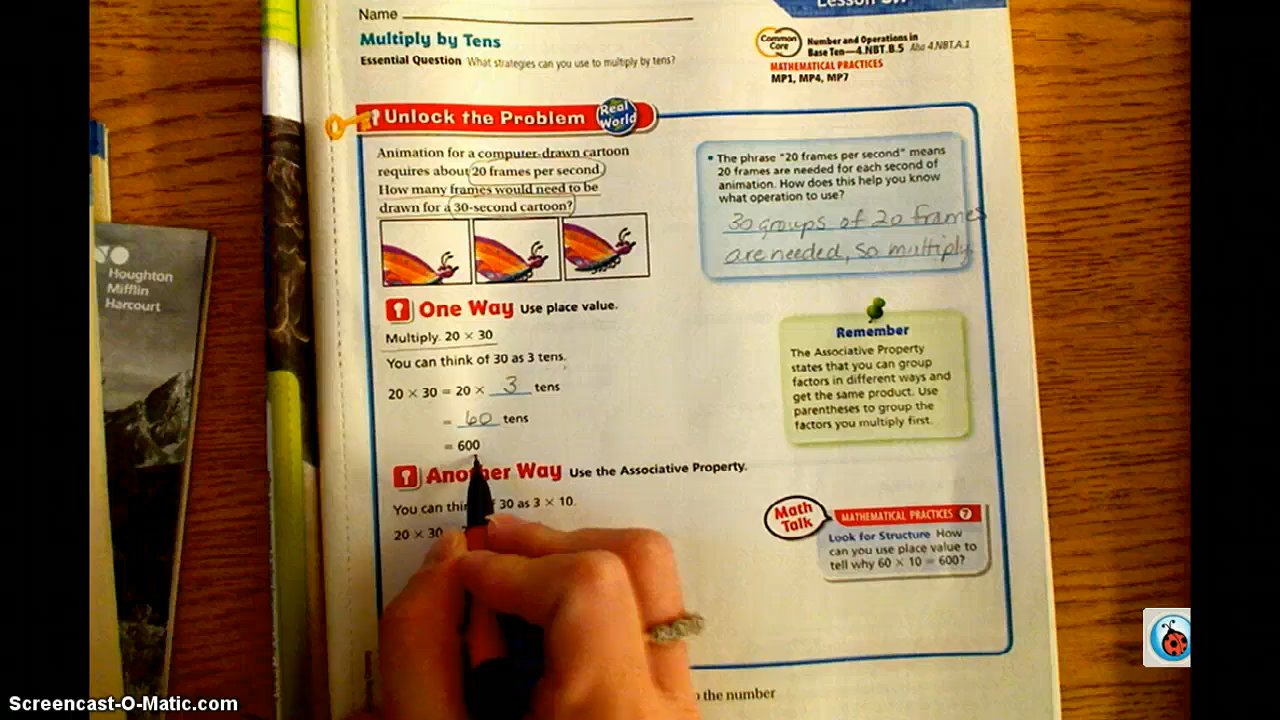 Name
Multiply by Tens
Essential Question What strategies can you use to multiply by tens?
Common Core
Number and Operations in
Base Ten—4.NBT.B.5 Also 4.NBT.A.1
MATHEMATICAL PRACTICES
MP1, MP4, MP7
Unlock the Problem
Real World
Animation for a computer-drawn cartoon
requires about 20 frames per second.
How many frames would need to be
drawn for a 30-second cartoon?
• The phrase "20 frames per second" means
20 frames are needed for each second of
animation. How does this help you know
what operation to use?
30 groups of 20 frames
are needed, so multiply.
One Way Use place value.
Multiply. 20 × 30
You can think of 30 as 3 tens.
20 × 30 = 20 × 3 tens
= 60 tens
= 600
Remember
The Associative Property
states that you can group
factors in different ways and
get the same product. Use
parentheses to group the
factors you multiply first.
Another Way Use the Associative Property.
You can 30 as 3 × 10.
20 × 30
Math Talk
MATHEMATICAL PRACTICES 7
Look for Structure How
can you use place value to
tell why 60 × 10 = 600?
the number
Houghton
Mifflin
Harcourt
Screencast-O-Matic.com